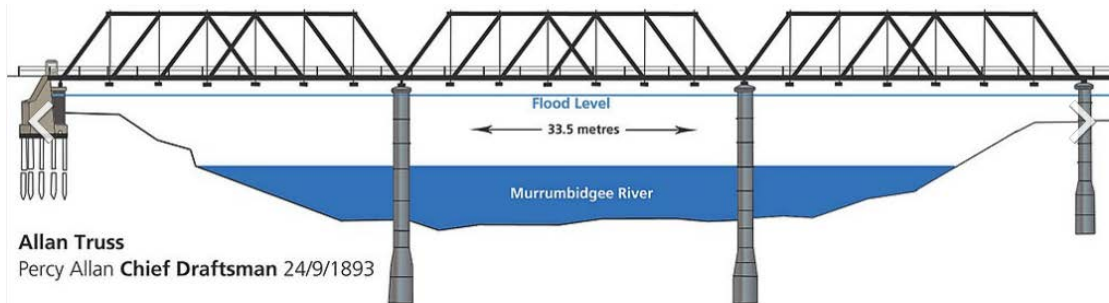 Flood Level
33.5 metres
Murrumbidgee River
Allan Truss
Percy Allan Chief Draftsman 24/9/1893